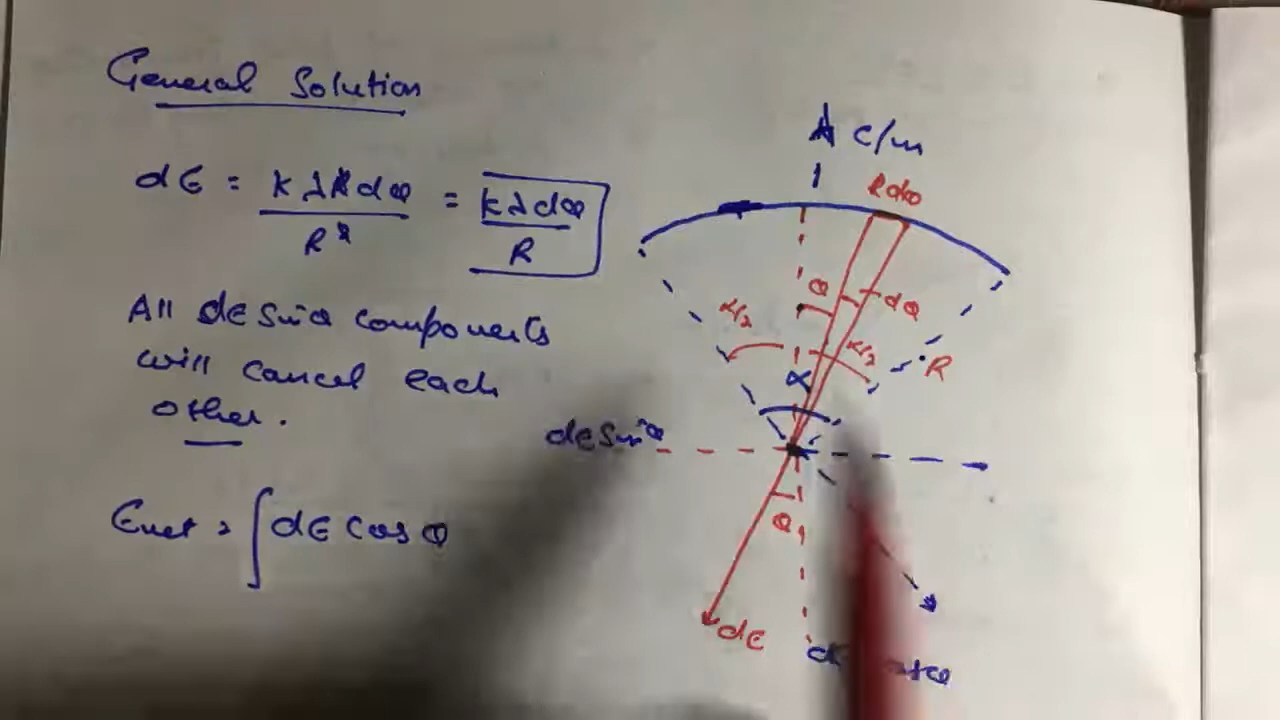 General Solution
dE = kλRdθ / R² = kλdθ / R
All dE sinθ components
will cancel each
other.
Enet = ∫ dE cos θ
λ C/m
Rdθ
θ
dθ
α/2
α/2
R
α
dE sinθ
θ
dE